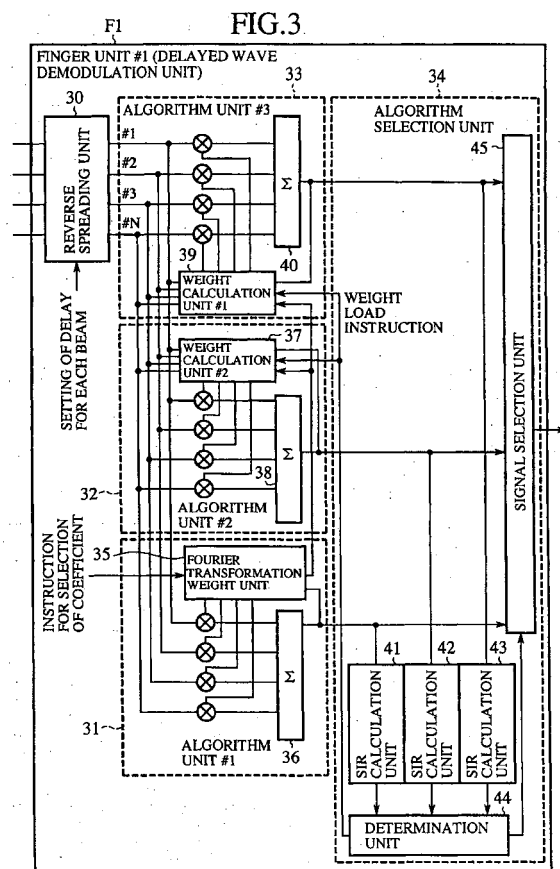 FIG.3
F1
FINGER UNIT #1 (DELAYED WAVE
DEMODULATION UNIT)
33
34
30
ALGORITHM UNIT #3
ALGORITHM
SELECTION UNIT
45
REVERSE
SPREADING UNIT
#1
#2
#3
#N
Σ
39
40
WEIGHT
CALCULATION
UNIT #1
WEIGHT
LOAD
INSTRUCTION
SETTING OF DELAY
FOR EACH BEAM
37
WEIGHT
CALCULATION
UNIT #2
Σ
38
32
ALGORITHM
UNIT #2
SIGNAL SELECTION UNIT
35
FOURIER
TRANSFORMATION
WEIGHT UNIT
INSTRUCTION
FOR SELECTION
OF COEFFICIENT
Σ
31
36
ALGORITHM
UNIT #1
41
42
43
SIR
CALCULATION
UNIT
SIR
CALCULATION
UNIT
SIR
CALCULATION
UNIT
44
DETERMINATION
UNIT